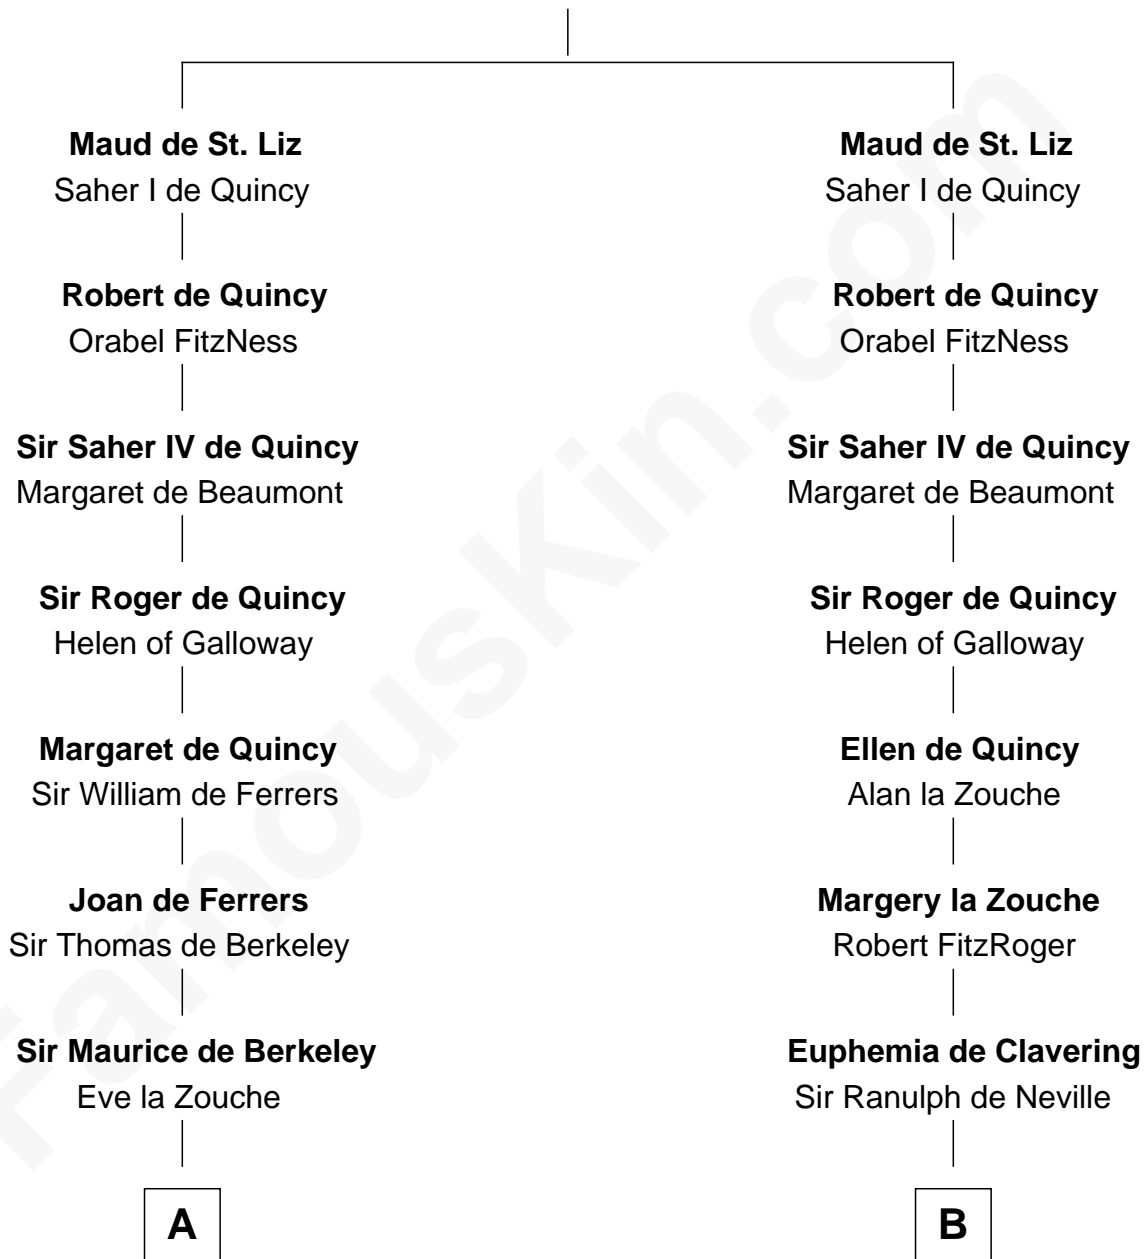 Maud de St. Liz
Saher I de Quincy
Robert de Quincy
Orabel FitzNess
Sir Saher IV de Quincy
Margaret de Beaumont
Sir Roger de Quincy
Helen of Galloway
Margaret de Quincy
Sir William de Ferrers
Joan de Ferrers
Sir Thomas de Berkeley
Sir Maurice de Berkeley
Eve la Zouche
A
Maud de St. Liz
Saher I de Quincy
Robert de Quincy
Orabel FitzNess
Sir Saher IV de Quincy
Margaret de Beaumont
Sir Roger de Quincy
Helen of Galloway
Ellen de Quincy
Alan la Zouche
Margery la Zouche
Robert FitzRoger
Euphemia de Clavering
Sir Ranulph de Neville
B
FamousKin.com